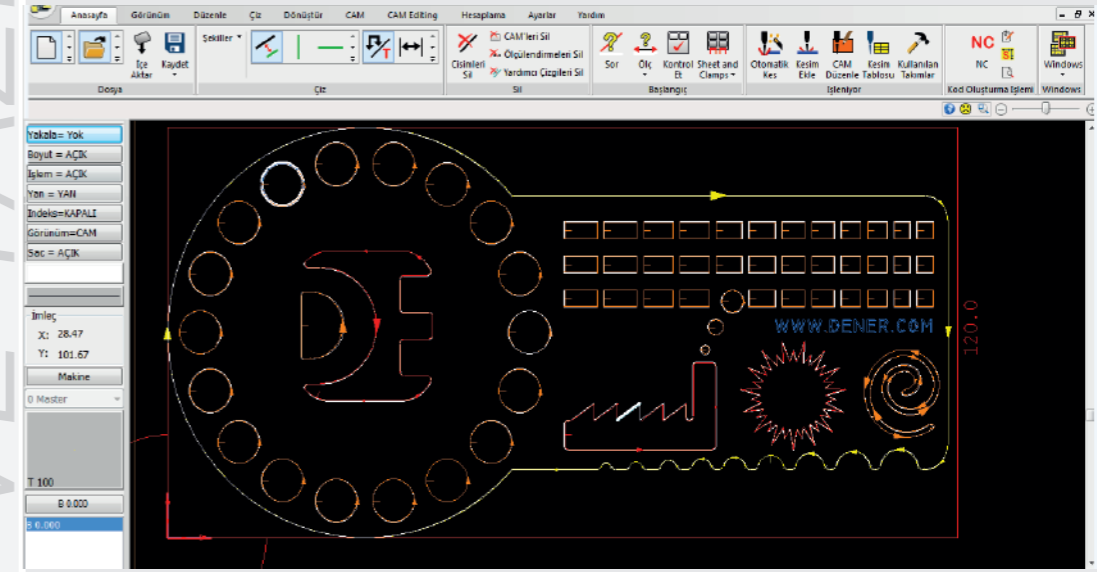 Anasayfa Görünüm Düzenle Çiz Dönüştür CAM CAM Editing Hesaplama Ayarlar Yardım
İçe Aktar
Kaydet
Dosya
Şekiller
Çiz
Cisimleri Sil
CAM'leri Sil
Ölçülendirmeleri Sil
Yardımcı Çizgileri Sil
Sil
Sor
Ölç
Kontrol Et
Sheet and Clamps
Başlangıç
Otomatik Kes
Kesim Ekle
CAM Düzenle
Kesim Tablosu
Kullanılan Takımlar
İşleniyor
NC
NC
Kod Oluşturma İşlemi
Windows
Windows
Yakala= Yok
Boyut = AÇIK
İşlem = AÇIK
Yan = YAN
Indeks=KAPALI
Görünüm=CAM
Sac = AÇIK
İmleç
X: 28.47
Y: 101.67
Makine
0 Master
T 100
B 0.000
B 0.000
WWW.DENER.COM
120.0